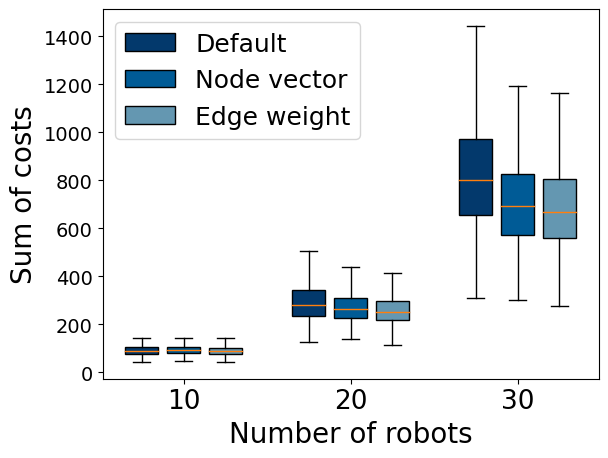 Default
Node vector
Edge weight
Sum of costs
1400
1200
1000
800
600
400
200
0
10 20 30
Number of robots